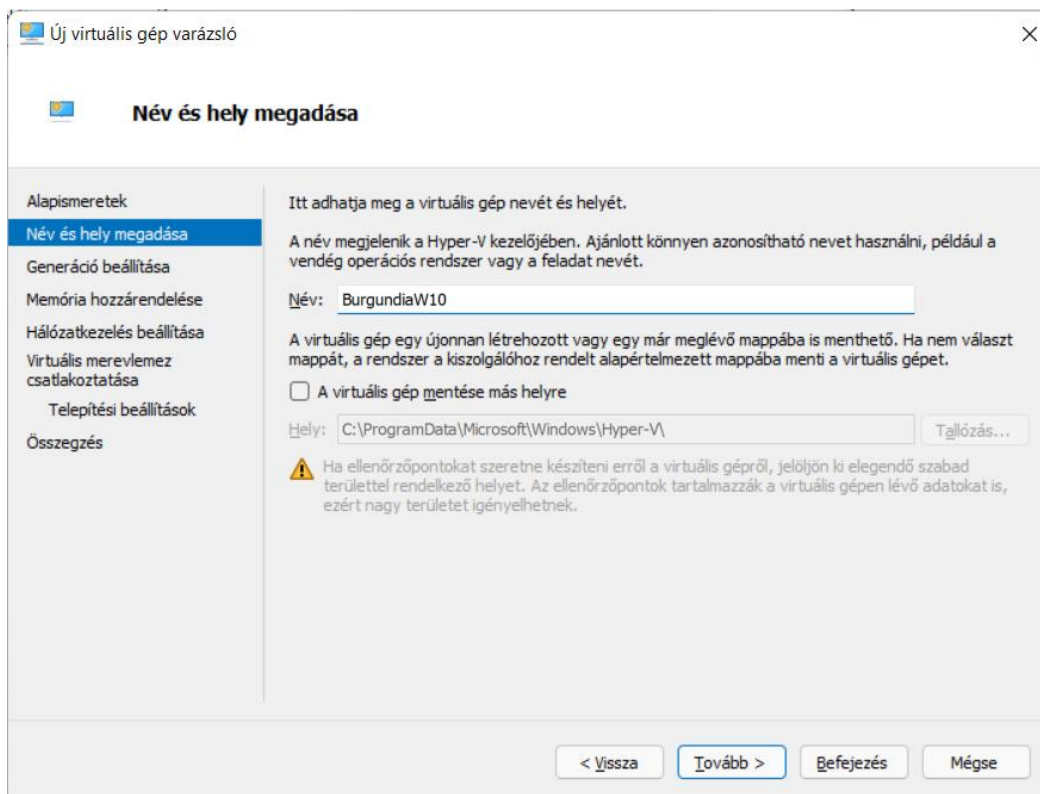 Új virtuális gép varázsló
Név és hely megadása
Alapismeretek
Név és hely megadása
Generáció beállítása
Memória hozzárendelése
Hálózatkezelés beállítása
Virtuális merevlemez
csatlakoztatása
Telepítési beállítások
Összegzés
Itt adhatja meg a virtuális gép nevét és helyét.
A név megjelenik a Hyper-V kezelőjében. Ajánlott könnyen azonosítható nevet használni, például a
vendég operációs rendszer vagy a feladat nevét.
Név: BurgundiaW10
A virtuális gép egy újonnan létrehozott vagy egy már meglévő mappába is menthető. Ha nem választ
mappát, a rendszer a kiszolgálóhoz rendelt alapértelmezett mappába menti a virtuális gépet.
A virtuális gép mentése más helyre
Hely: C:\ProgramData\Microsoft\Windows\Hyper-V\ Tallózás...
Ha ellenőrzőpontokat szeretne készíteni erről a virtuális gépről, jelöljön ki elegendő szabad
területtel rendelkező helyet. Az ellenőrzőpontok tartalmazzák a virtuális gépen lévő adatokat is,
ezért nagy területet igényelhetnek.
< Vissza Tovább > Befejezés Mégse